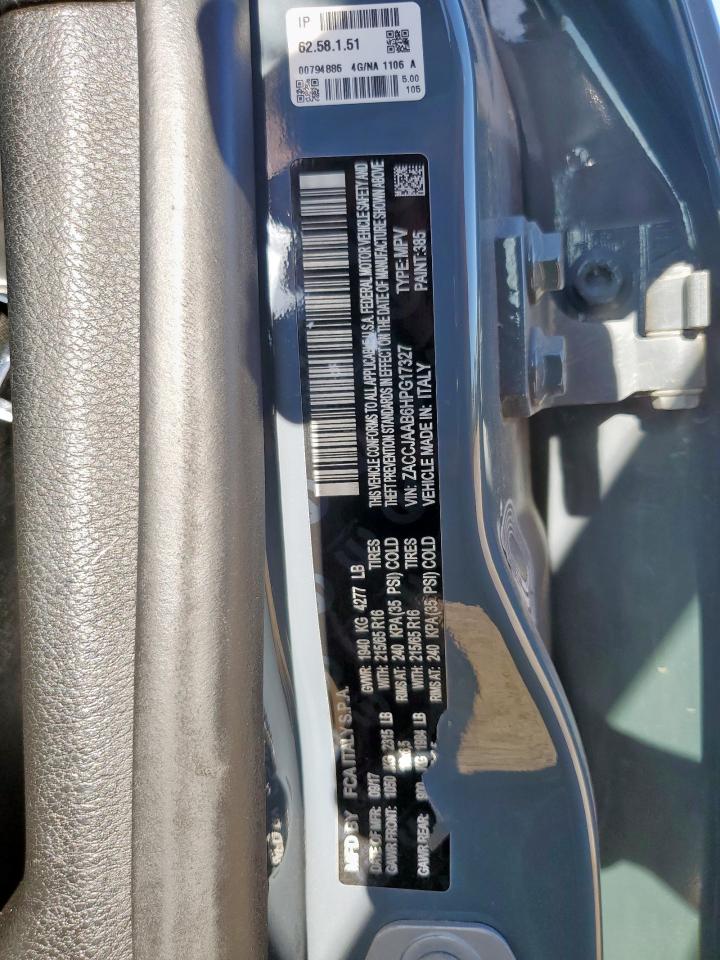 IP
62.58.1.51
00794886 4G/NA 1106 A
5.00
105
MFD BY FCA ITALY S.P.A.
DATE OF MFR: 09/17 GVWR: 1940 KG 4277 LB
GAWR FRONT: 1050 KG 2315 LB WITH: 215/65 R16 TIRES
RIMS AT: 240 KPA(35 PSI) COLD
GAWR REAR: 900 KG 1984 LB WITH: 215/65 R16 TIRES
RIMS AT: 240 KPA(35 PSI) COLD
THIS VEHICLE CONFORMS TO ALL APPLICABLE U.S.A. FEDERAL MOTOR VEHICLE SAFETY AND
THEFT PREVENTION STANDARDS IN EFFECT ON THE DATE OF MANUFACTURE SHOWN ABOVE
VIN: ZACCJAAB6HPG17327 TYPE: MPV
VEHICLE MADE IN: ITALY PAINT: 385